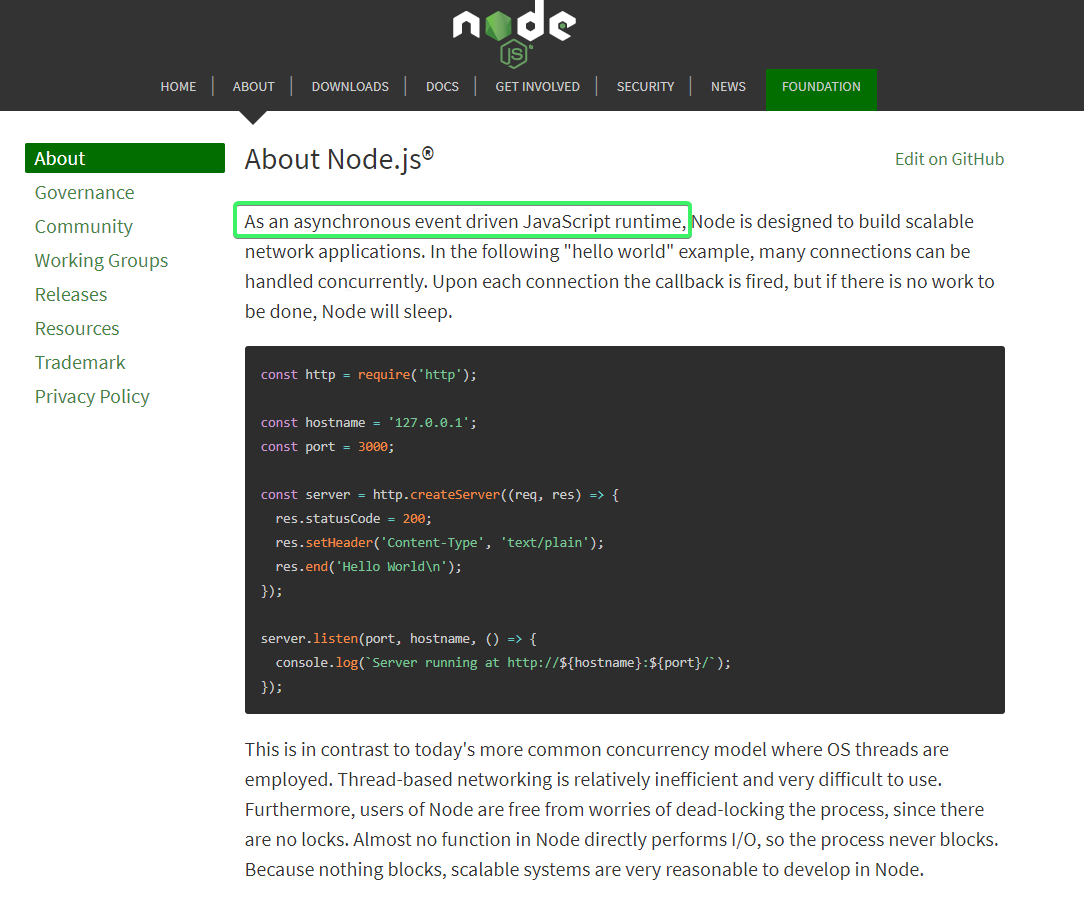 node
JS
HOME | ABOUT | DOWNLOADS | DOCS | GET INVOLVED | SECURITY | NEWS FOUNDATION
About
Governance
Community
Working Groups
Releases
Resources
Trademark
Privacy Policy
About Node.js®
Edit on GitHub
As an asynchronous event driven JavaScript runtime, Node is designed to build scalable
network applications. In the following "hello world" example, many connections can be
handled concurrently. Upon each connection the callback is fired, but if there is no work to
be done, Node will sleep.
const http = require('http');
const hostname = '127.0.0.1';
const port = 3000;
const server = http.createServer((req, res) => {
  res.statusCode = 200;
  res.setHeader('Content-Type', 'text/plain');
  res.end('Hello World\n');
});
server.listen(port, hostname, () => {
  console.log(`Server running at http://${hostname}:${port}/`);
});
This is in contrast to today's more common concurrency model where OS threads are
employed. Thread-based networking is relatively inefficient and very difficult to use.
Furthermore, users of Node are free from worries of dead-locking the process, since there
are no locks. Almost no function in Node directly performs I/O, so the process never blocks.
Because nothing blocks, scalable systems are very reasonable to develop in Node.